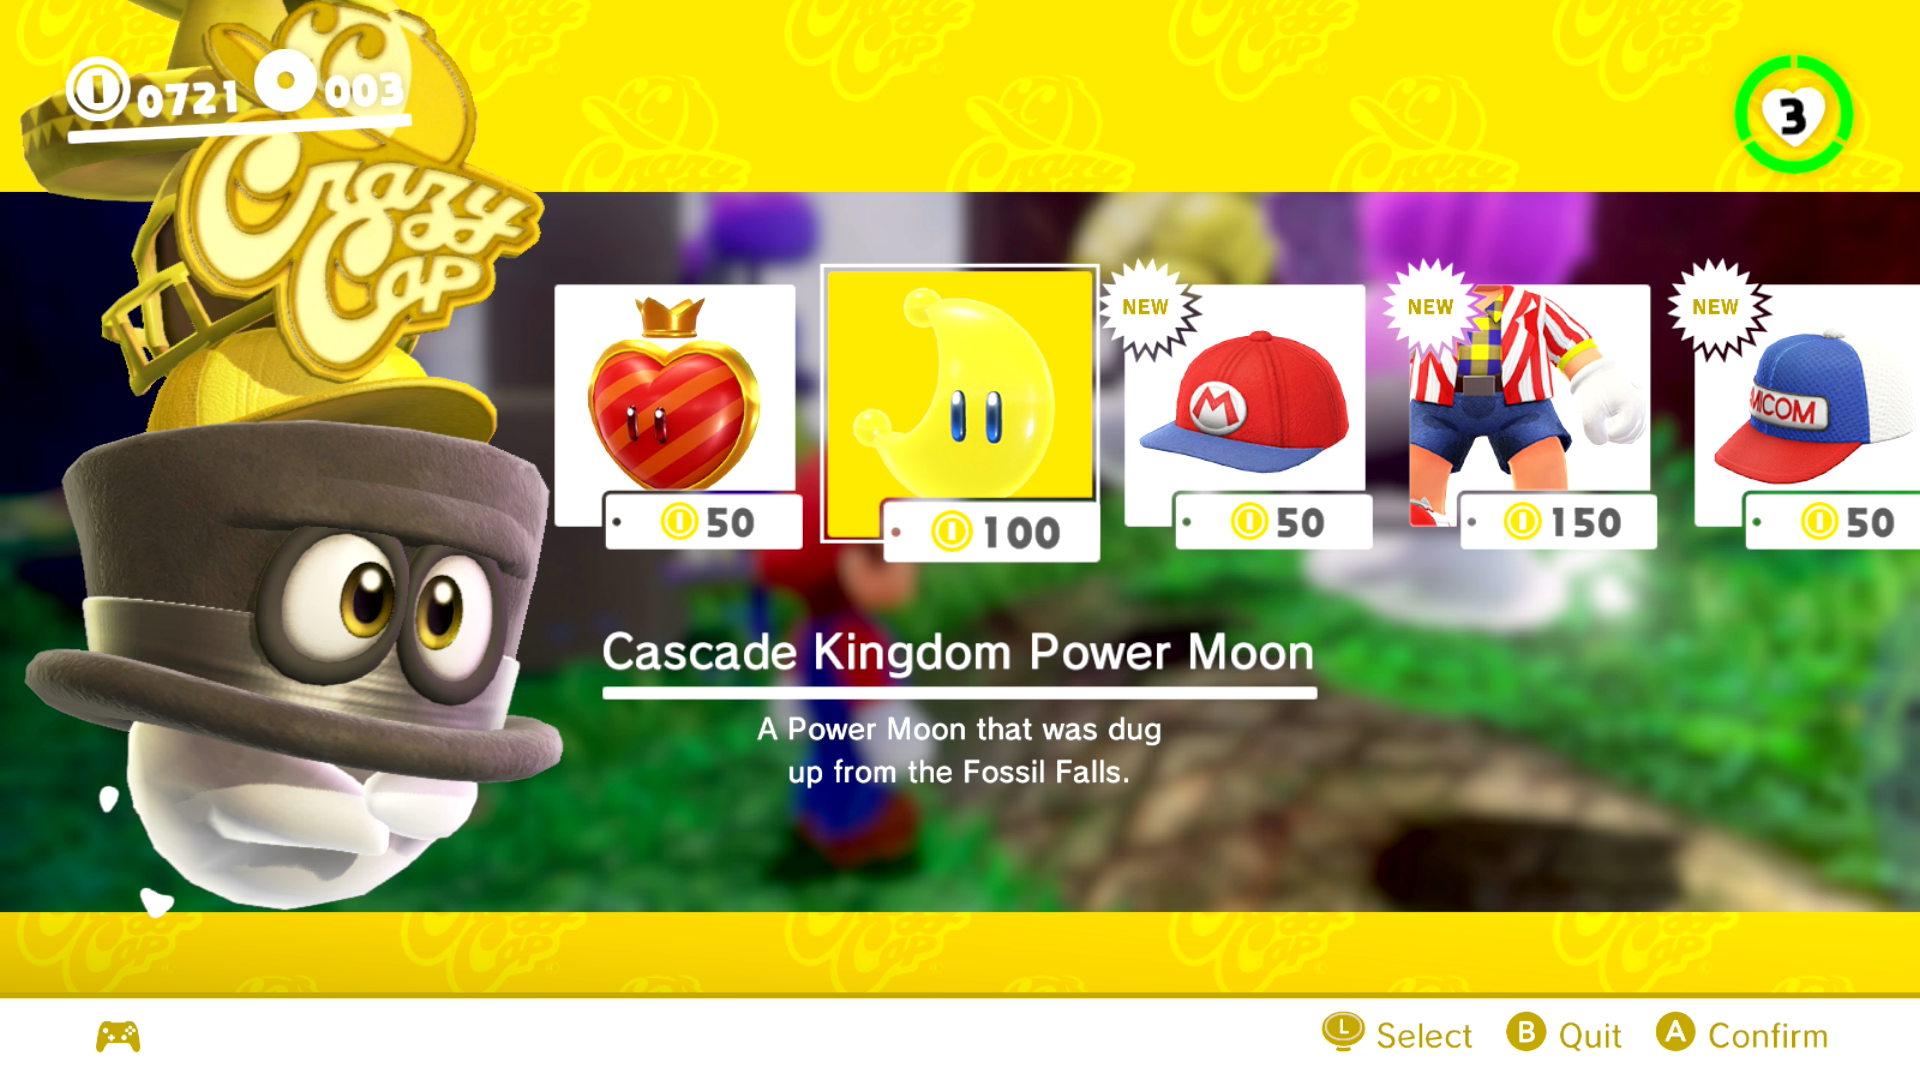 0721 003
3
Crazy
Cap
NEW
NEW
NEW
M
MICOM
50
100
50
150
50
Cascade Kingdom Power Moon
A Power Moon that was dug
up from the Fossil Falls.
L Select B Quit A Confirm